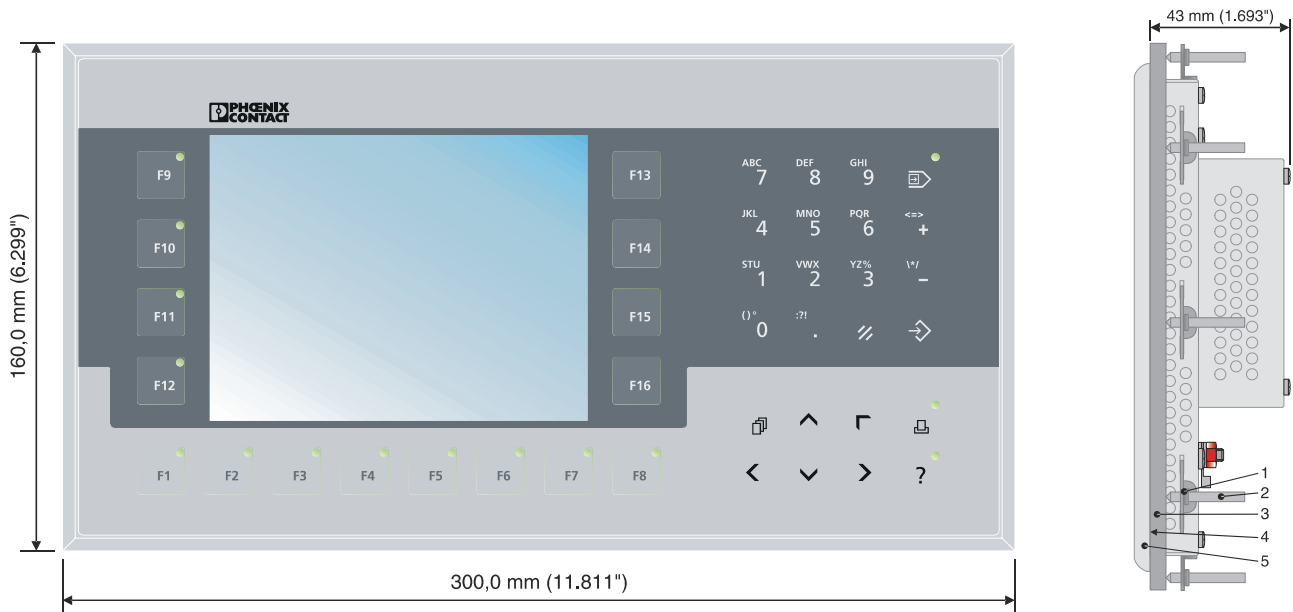 43 mm (1.693")
160,0 mm (6.299")
PHŒNIX
CONTACT
F9
F10
F11
F12
F13
F14
F15
F16
ABC DEF GHI
7 8 9
JKL MNO PQR <=>
4 5 6 +
STU VWX YZ% \*/
1 2 3 –
()° :?!
0 .
?
F1 F2 F3 F4 F5 F6 F7 F8
1
2
3
4
5
300,0 mm (11.811")